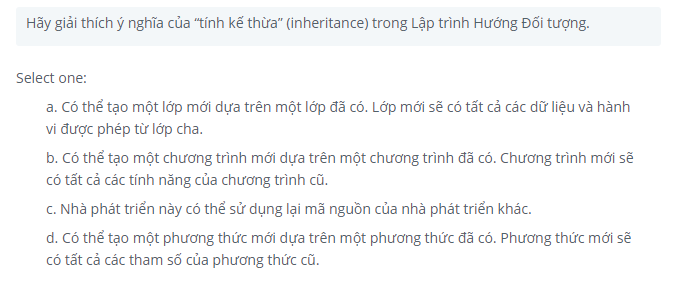 Hãy giải thích ý nghĩa của “tính kế thừa” (inheritance) trong Lập trình Hướng Đối tượng.
Select one:
a. Có thể tạo một lớp mới dựa trên một lớp đã có. Lớp mới sẽ có tất cả các dữ liệu và hành
vi được phép từ lớp cha.
b. Có thể tạo một chương trình mới dựa trên một chương trình đã có. Chương trình mới sẽ
có tất cả các tính năng của chương trình cũ.
c. Nhà phát triển này có thể sử dụng lại mã nguồn của nhà phát triển khác.
d. Có thể tạo một phương thức mới dựa trên một phương thức đã có. Phương thức mới sẽ
có tất cả các tham số của phương thức cũ.